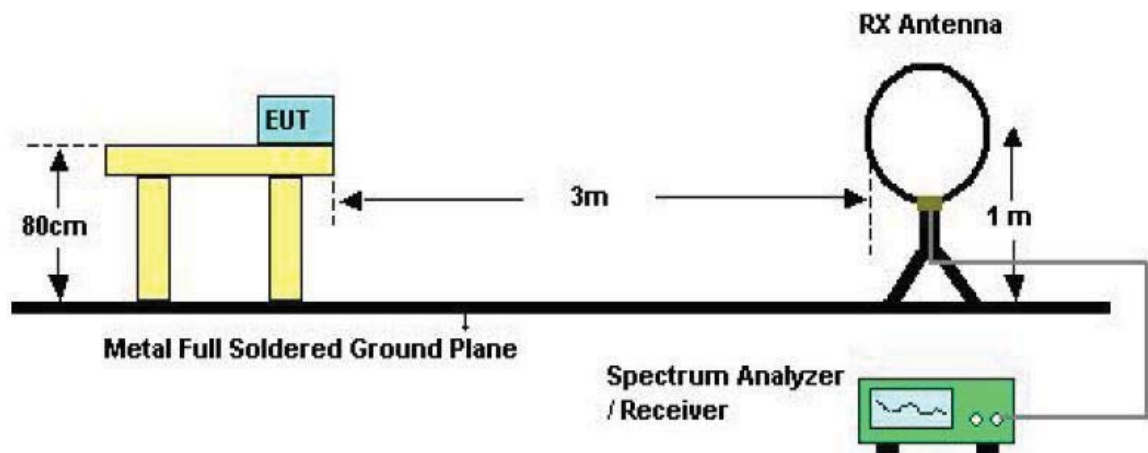 RX Antenna
EUT
80cm
3m
1 m
Metal Full Soldered Ground Plane
Spectrum Analyzer
/ Receiver